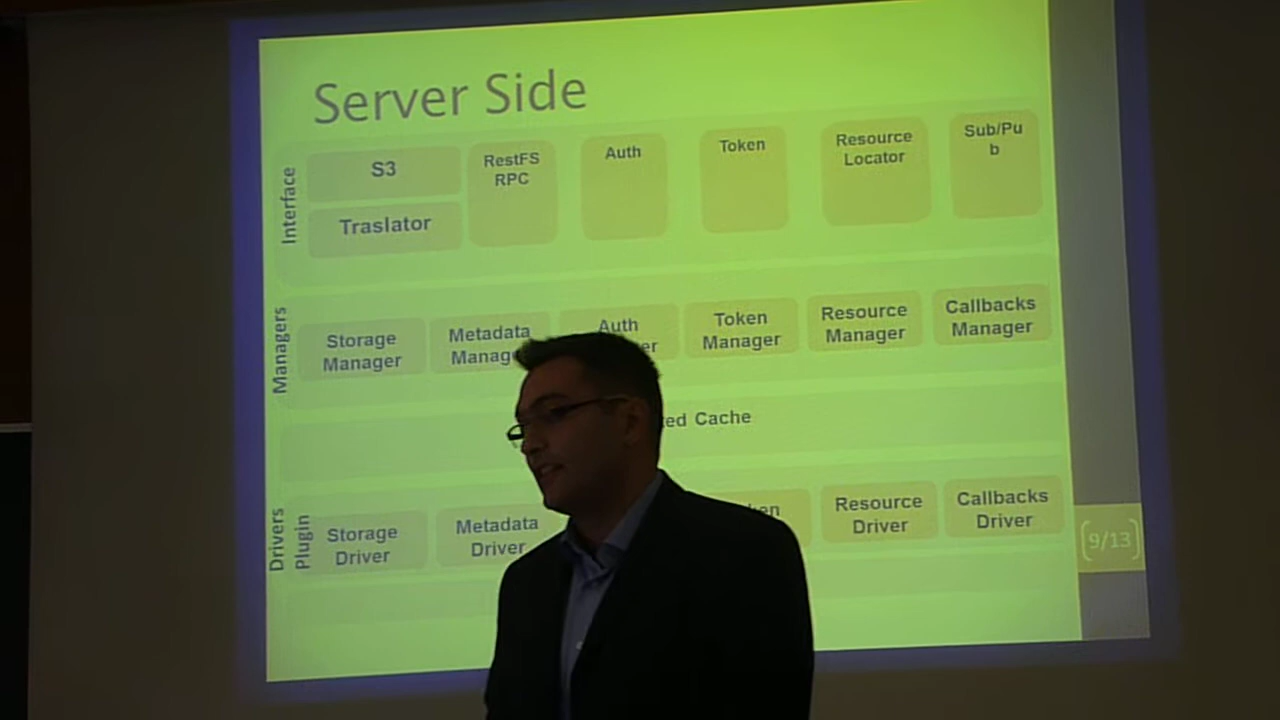 Server Side
Interface
S3
Traslator
RestFS
RPC
Auth
Token
Resource
Locator
Sub/Pu
b
Managers
Storage
Manager
Metadata
Auth
Token
Manager
Resource
Manager
Callbacks
Manager
Cache
Drivers
Plugin
Storage
Driver
Metadata
Driver
Resource
Driver
Callbacks
Driver
9/13